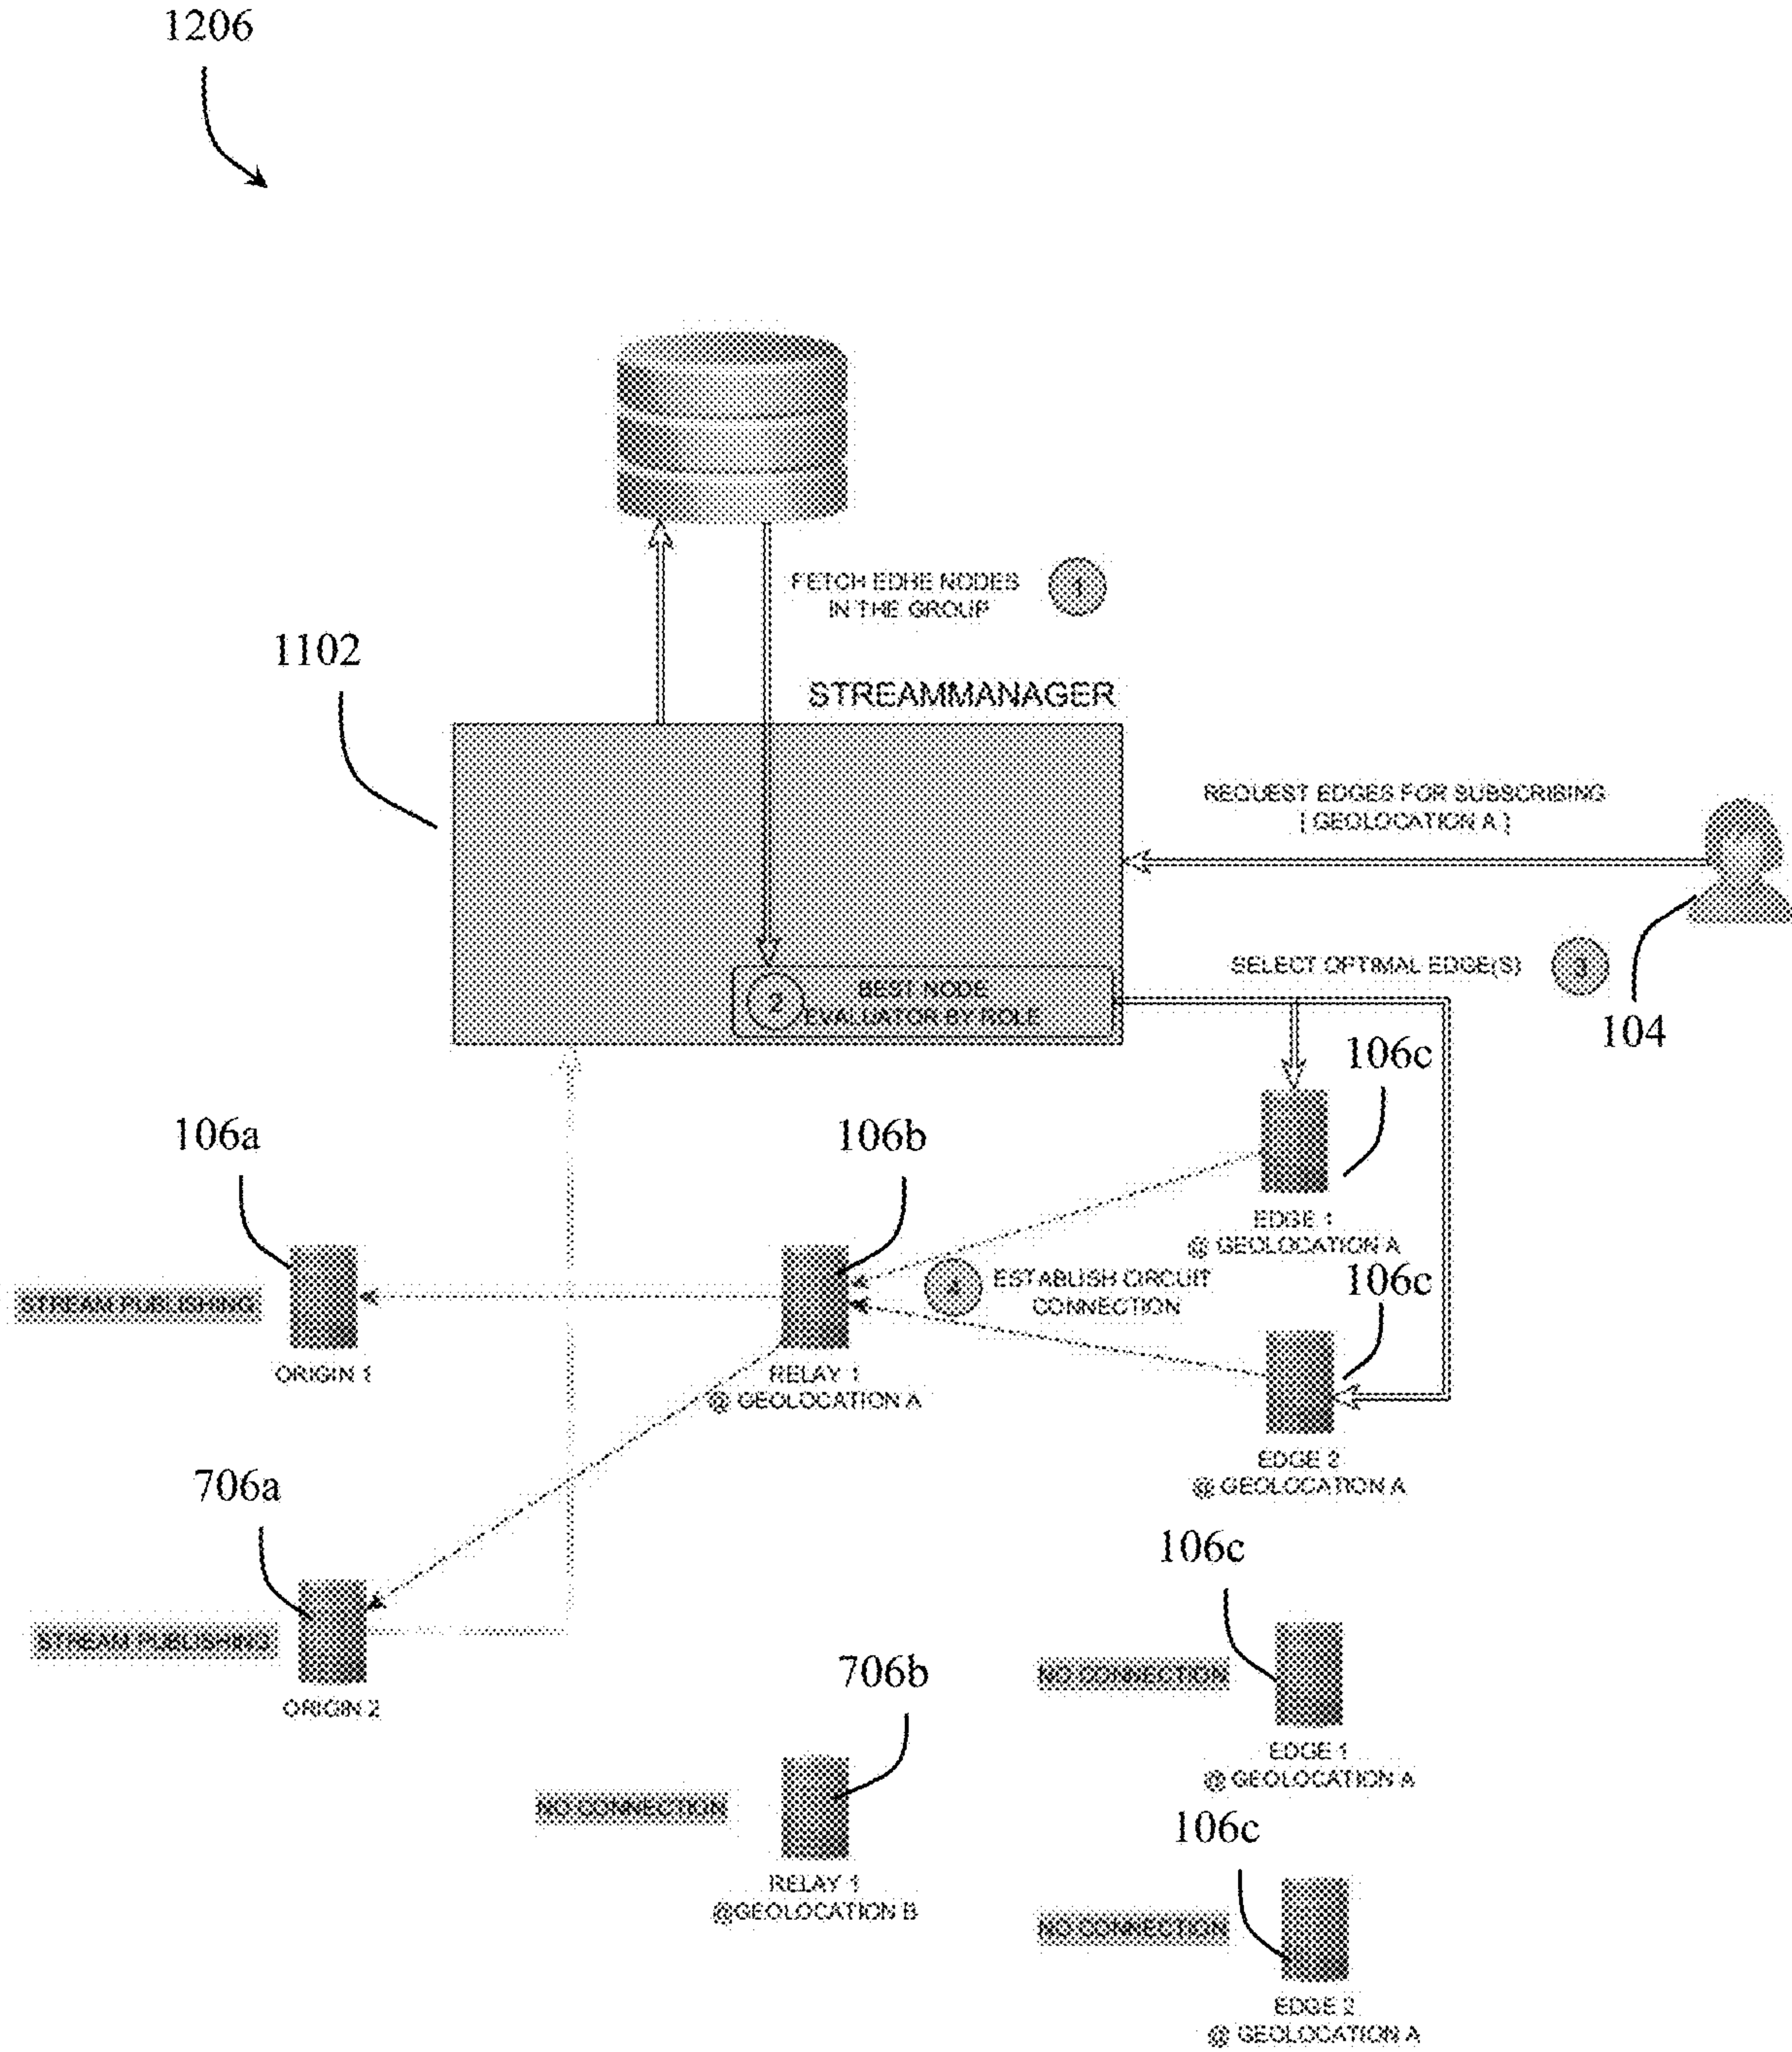 1206
FETCH EDHE NODES
IN THE GROUP
1
1102
STREAMMANAGER
REQUEST EDGES FOR SUBSCRIBING
[ GEOLOCATION A ]
SELECT OPTIMAL EDGE(S)
3
2
BEST NODE
EVALUATOR BY ROLE
104
106c
106a
106b
EDGE 1
@ GEOLOCATION A
4
ESTABLISH CIRCUIT
CONNECTION
106c
STREAM PUBLISHING
ORIGIN 1
RELAY 1
@ GEOLOCATION A
EDGE 2
@ GEOLOCATION A
706a
106c
STREAM PUBLISHING
ORIGIN 2
706b
NO CONNECTION
EDGE 1
@ GEOLOCATION A
NO CONNECTION
106c
RELAY 1
@GEOLOCATION B
NO CONNECTION
EDGE 2
@ GEOLOCATION A